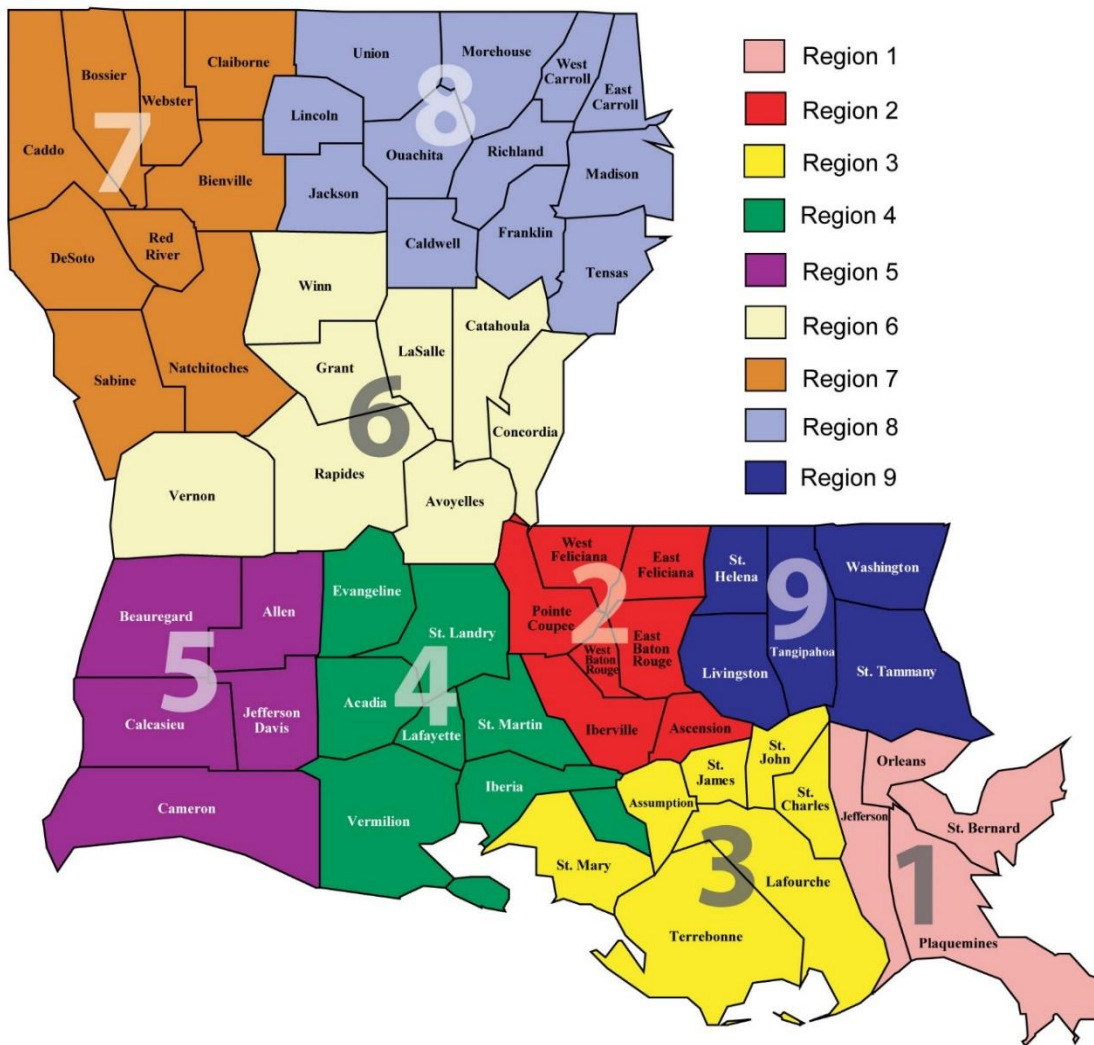 Union
Morehouse
West
Carroll
East
Carroll
Claiborne
Bossier
Webster
8
Lincoln
7
Caddo
Ouachita
Richland
Madison
Bienville
Jackson
Franklin
Caldwell
Red
River
DeSoto
Tensas
Winn
Catahoula
LaSalle
Grant
Natchitoches
Sabine
6
Concordia
Rapides
Vernon
Avoyelles
Region 1
Region 2
Region 3
Region 4
Region 5
Region 6
Region 7
Region 8
Region 9
West
Feliciana
East
Feliciana
St.
Helena
Washington
2
9
Evangeline
Allen
Beauregard
Pointe
Coupee
St. Landry
East
Baton
Rouge
West
Baton
Rouge
Tangipahoa
Livingston
St. Tammany
5
4
Acadia
Calcasieu
Jefferson
Davis
St. Martin
Lafayette
Iberville
Ascension
St.
John
St.
James
Orleans
Iberia
Cameron
Assumption
St.
Charles
Jefferson
Vermilion
St. Bernard
St. Mary
3
1
Lafourche
Terrebonne
Plaquemines